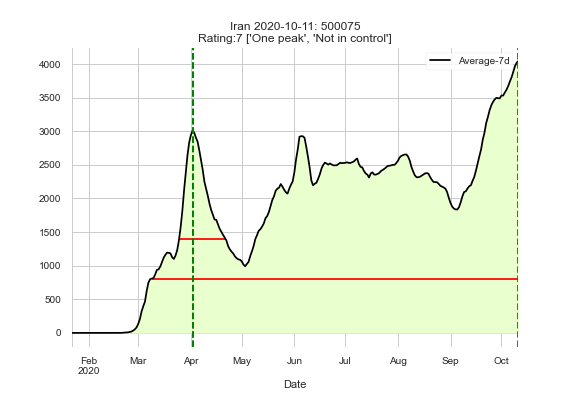 Iran 2020-10-11: 500075
Rating:7 ['One peak', 'Not in control']
Average-7d
4000
3500
3000
2500
2000
1500
1000
500
0
Feb Mar Apr May Jun Jul Aug Sep Oct
2020
Date